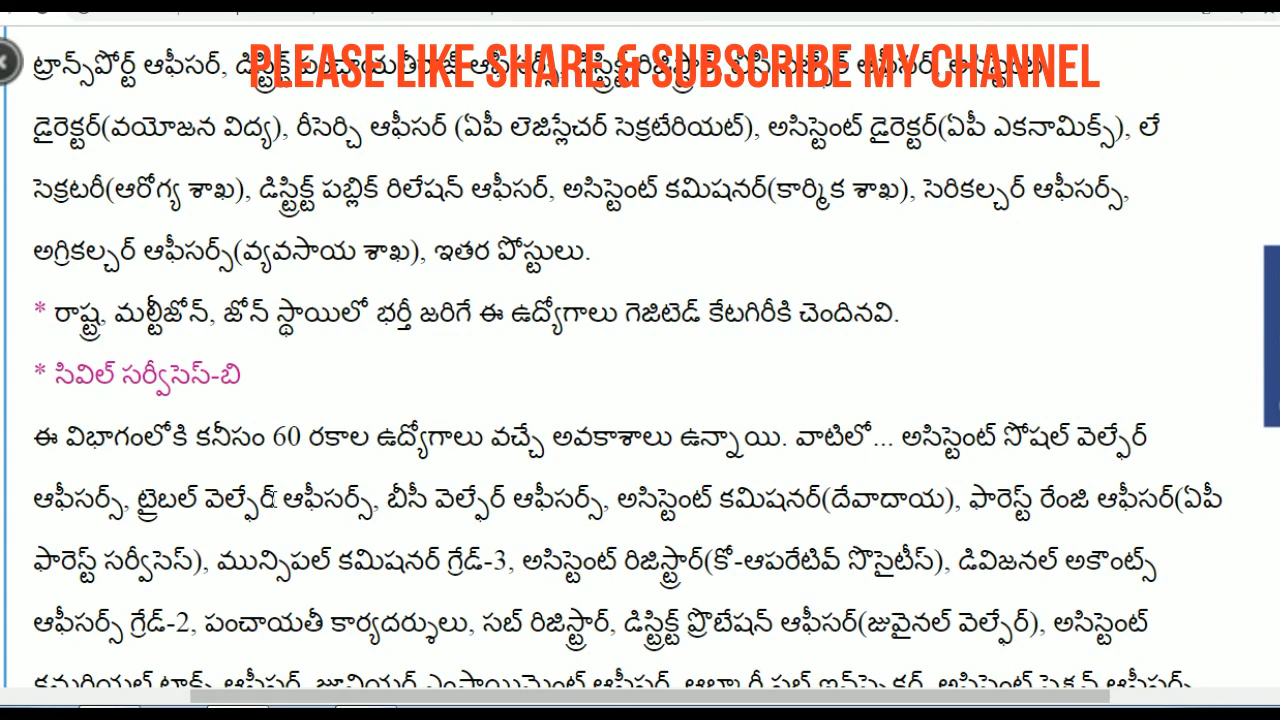 PLEASE LIKE SHARE & SUBSCRIBE MY CHANNEL
ట్రాన్స్‌పోర్ట్ ఆఫీసర్, డిస్ట్రిక్ట్
డైరెక్టర్(వయోజన విద్య), రీసెర్చి ఆఫీసర్ (ఏపీ లెజిస్లేచర్ సెక్రటేరియట్), అసిస్టెంట్ డైరెక్టర్(ఏపీ ఎకనామిక్స్), లే
సెక్రటరీ(ఆరోగ్య శాఖ), డిస్ట్రిక్ట్ పబ్లిక్ రిలేషన్ ఆఫీసర్, అసిస్టెంట్ కమిషనర్(కార్మిక శాఖ), సెరికల్చర్ ఆఫీసర్స్,
అగ్రికల్చర్ ఆఫీసర్స్(వ్యవసాయ శాఖ), ఇతర పోస్టులు.
* రాష్ట్ర, మల్టీజోన్, జోన్ స్థాయిలో భర్తీ జరిగే ఈ ఉద్యోగాలు గెజిటెడ్ కేటగిరీకి చెందినవి.
* సివిల్ సర్వీసెస్-బి
ఈ విభాగంలోకి కనీసం 60 రకాల ఉద్యోగాలు వచ్చే అవకాశాలు ఉన్నాయి. వాటిలో... అసిస్టెంట్ సోషల్ వెల్ఫేర్
ఆఫీసర్స్, ట్రైబల్ వెల్ఫేర్ ఆఫీసర్స్, బీసీ వెల్ఫేర్ ఆఫీసర్స్, అసిస్టెంట్ కమిషనర్(దేవాదాయ), ఫారెస్ట్ రేంజి ఆఫీసర్(ఏపీ
ఫారెస్ట్ సర్వీసెస్), మున్సిపల్ కమిషనర్ గ్రేడ్-3, అసిస్టెంట్ రిజిస్ట్రార్(కో-ఆపరేటివ్ సొసైటీస్), డివిజనల్ అకౌంట్స్
ఆఫీసర్స్ గ్రేడ్-2, పంచాయతీ కార్యదర్శులు, సబ్ రిజిస్ట్రార్, డిస్ట్రిక్ట్ ప్రొబేషన్ ఆఫీసర్(జువైనల్ వెల్ఫేర్), అసిస్టెంట్